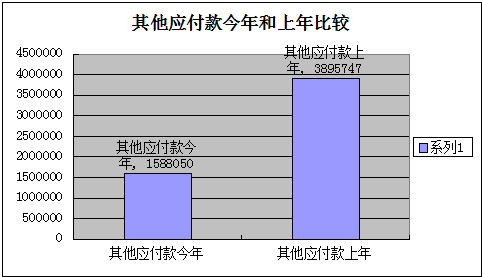 其他应付款今年和上年比较
4500000
4000000
3500000
3000000
2500000
2000000
1500000
1000000
500000
0
其他应付款今
年, 1588050
其他应付款上
年, 3895747
其他应付款今年
其他应付款上年
系列1